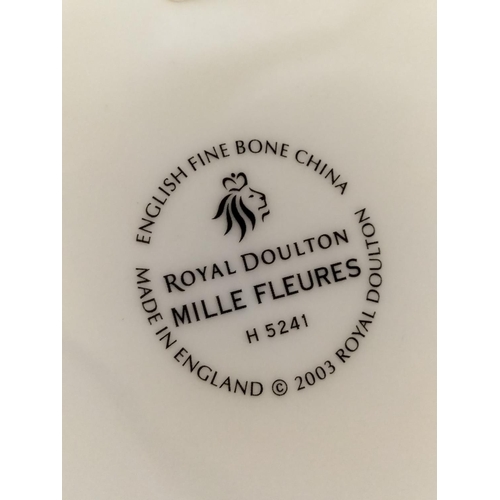 ENGLISH FINE BONE CHINA
ROYAL DOULTON
MILLE FLEURES
H 5241
MADE IN ENGLAND © 2003 ROYAL DOULTON